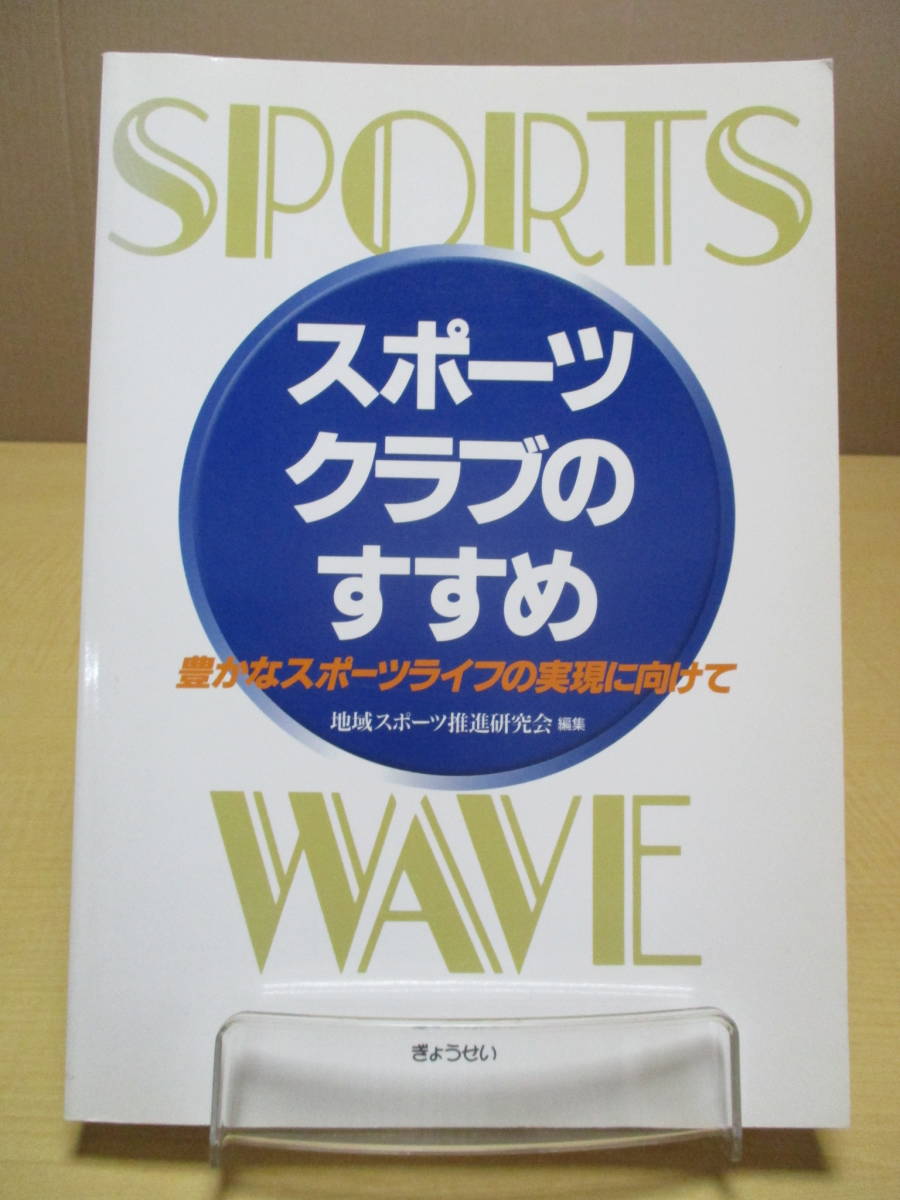 SPORTS
スポーツ
クラブの
すすめ
豊かなスポーツライフの実現に向けて
地域スポーツ推進研究会 編集
WAVE
ぎょうせい